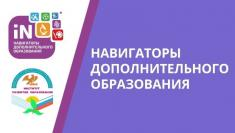 iN
НАВИГАТОРЫ
ДОПОЛНИТЕЛЬНОГО
ОБРАЗОВАНИЯ
ИНСТИТУТ
РАЗВИТИЯ ОБРАЗОВАНИЯ
НАВИГАТОРЫ
ДОПОЛНИТЕЛЬНОГО
ОБРАЗОВАНИЯ